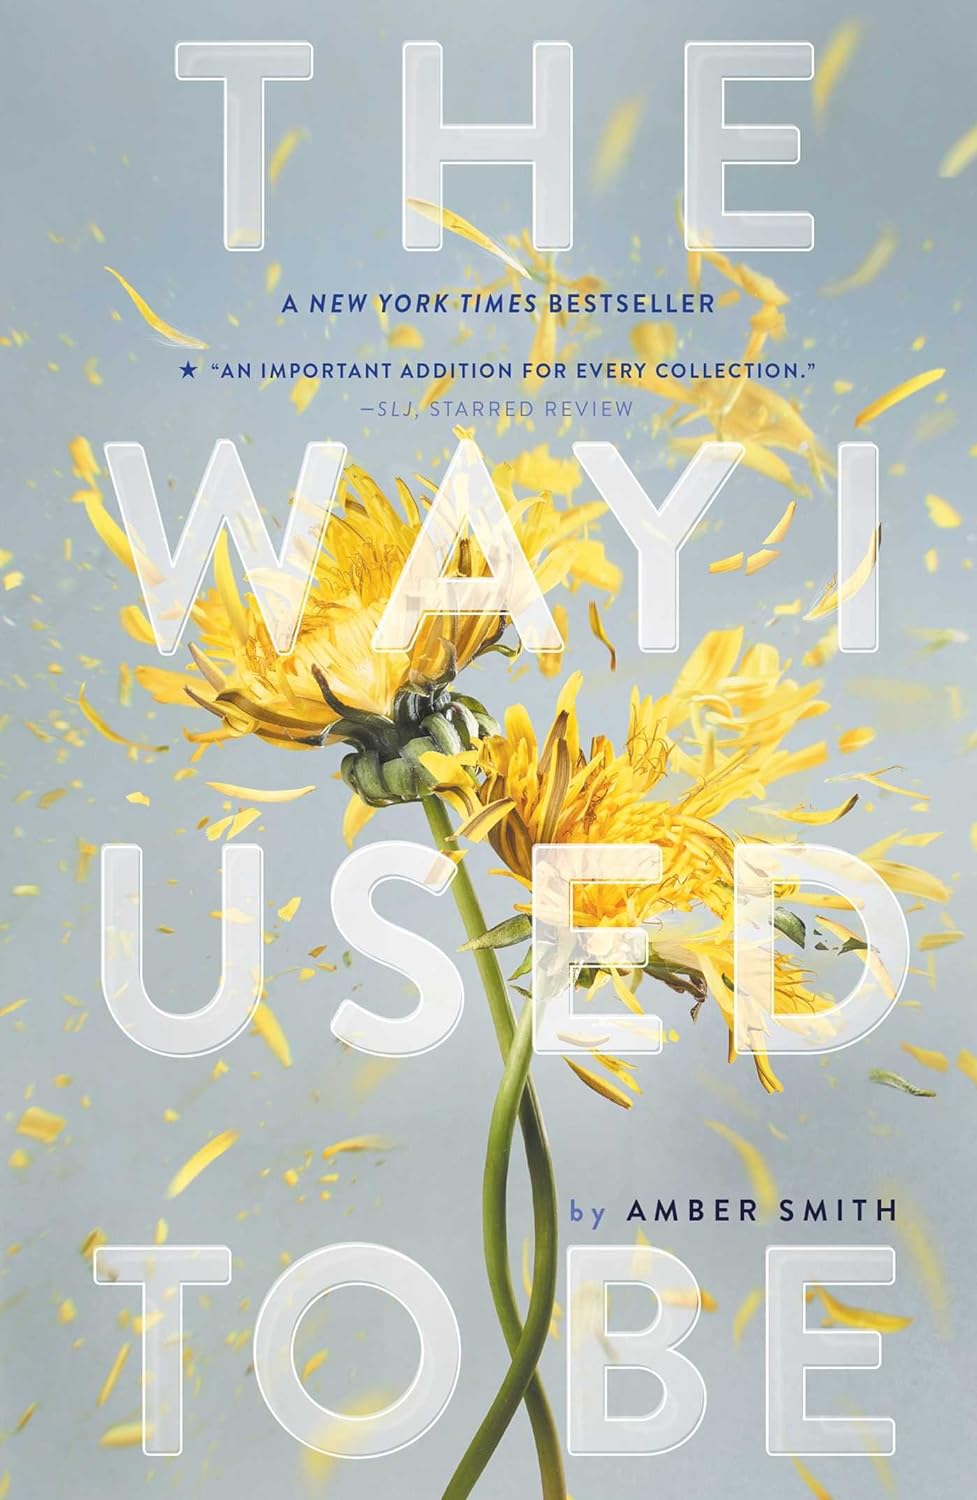 THE
A NEW YORK TIMES BESTSELLER
★ “AN IMPORTANT ADDITION FOR EVERY COLLECTION.”
—SLJ, STARRED REVIEW
WAY I
USED
by AMBER SMITH
TO BE